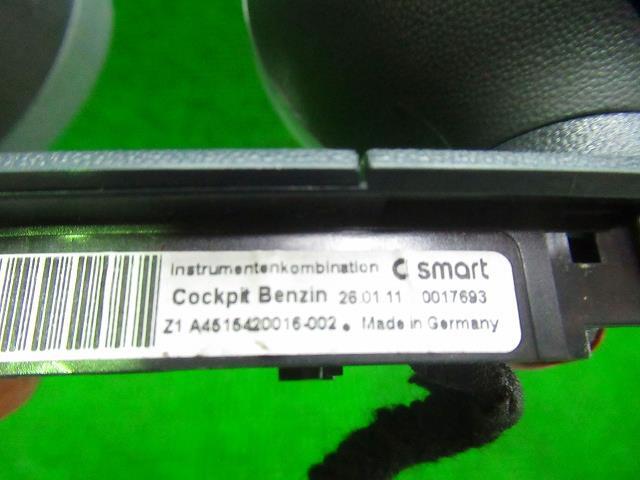 Instrumentenkombination smart
Cockpit Benzin 26.01.11 0017693
Z1 A4515420016-002. Made in Germany